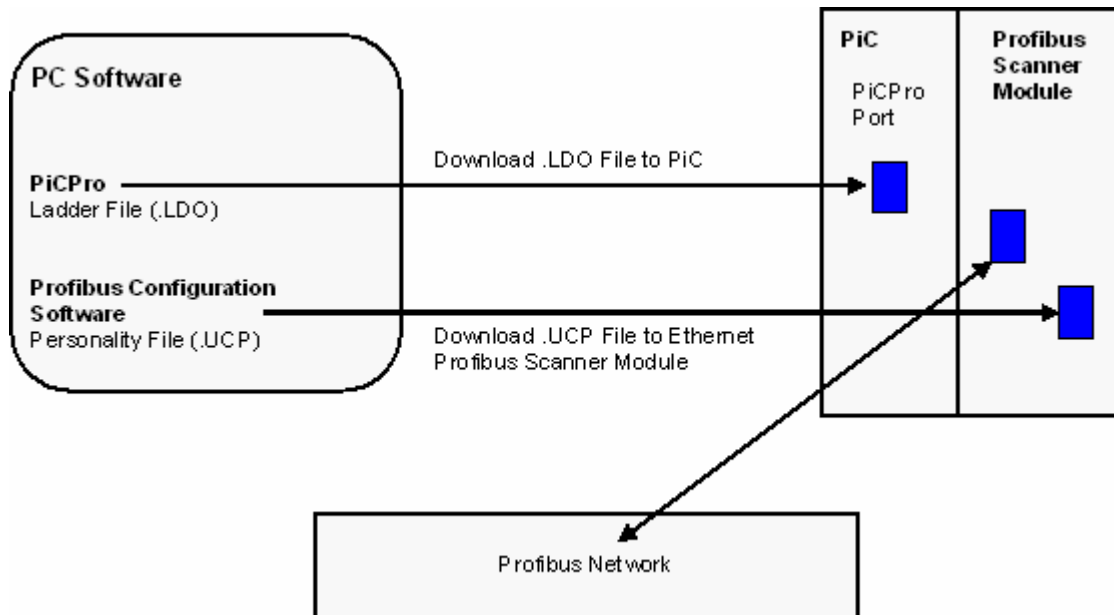 PC Software
PiCPro
Ladder File (.LDO)
Profibus Configuration
Software
Personality File (.UCP)
Download .LDO File to PiC
Download .UCP File to Ethernet
Profibus Scanner Module
PiC
PiCPro
Port
Profibus
Scanner
Module
Profibus Network